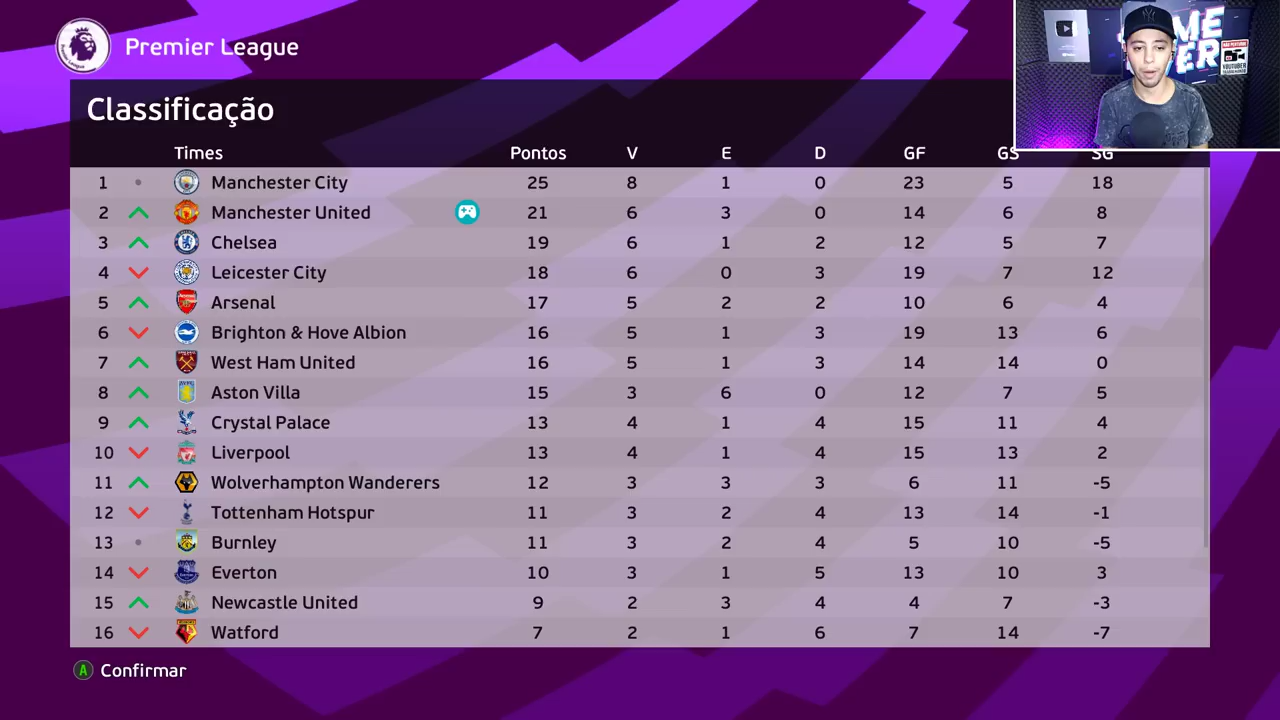 Premier League
Classificação
Times Pontos V E D GF GS SG
1 Manchester City 25 8 1 0 23 5 18
2 Manchester United 21 6 3 0 14 6 8
3 Chelsea 19 6 1 2 12 5 7
4 Leicester City 18 6 0 3 19 7 12
5 Arsenal 17 5 2 2 10 6 4
6 Brighton & Hove Albion 16 5 1 3 19 13 6
7 West Ham United 16 5 1 3 14 14 0
8 Aston Villa 15 3 6 0 12 7 5
9 Crystal Palace 13 4 1 4 15 11 4
10 Liverpool 13 4 1 4 15 13 2
11 Wolverhampton Wanderers 12 3 3 3 6 11 -5
12 Tottenham Hotspur 11 3 2 4 13 14 -1
13 Burnley 11 3 2 4 5 10 -5
14 Everton 10 3 1 5 13 10 3
15 Newcastle United 9 2 3 4 4 7 -3
16 Watford 7 2 1 6 7 14 -7
A Confirmar